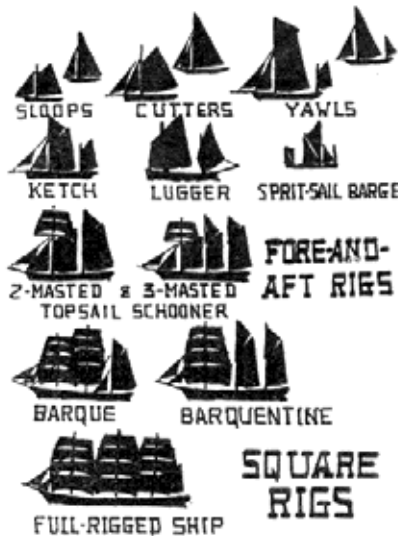 SLOOPS CUTTERS YAWLS
KETCH LUGGER SPRIT-SAIL BARGE
FORE-AND-
AFT RIGS
2-MASTED & 3-MASTED
TOPSAIL SCHOONER
BARQUE BARQUENTINE
SQUARE
RIGS
FULL-RIGGED SHIP